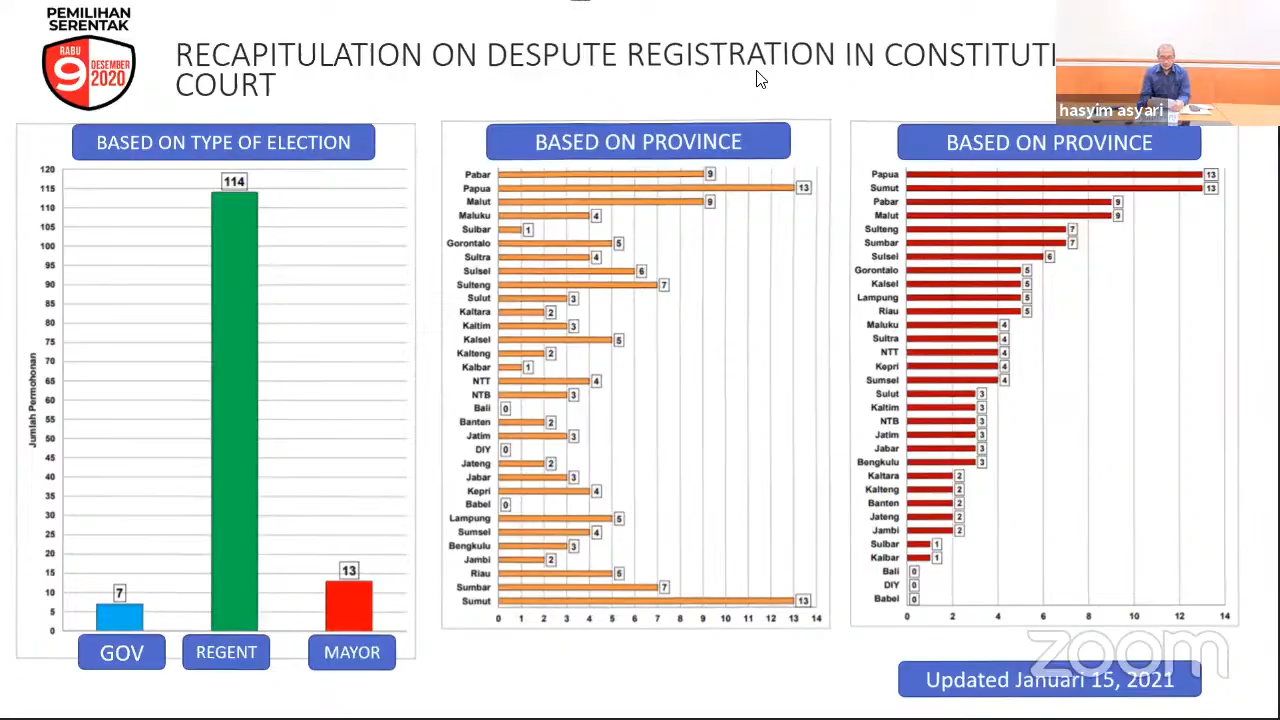 PEMILIHAN
SERENTAK
RABU
9
DESEMBER
2020
RECAPITULATION ON DESPUTE REGISTRATION IN CONSTITUTI
COURT
hasyim asyari
BASED ON TYPE OF ELECTION
120
115
110
105
100
95
90
85
80
75
70
65
60
55
50
45
40
35
30
25
20
15
10
5
0
Jumlah Permohonan
7
114
13
GOV
REGENT
MAYOR
BASED ON PROVINCE
Pabar 9
Papua 13
Malut 9
Maluku 4
Sulbar 1
Gorontalo 5
Sultra 4
Sulsel 6
Sulteng 7
Sulut 3
Kaltara 2
Kaltim 3
Kalsel 5
Kalteng 2
Kalbar 1
NTT 4
NTB 3
Bali 0
Banten 2
Jatim 3
DIY 0
Jateng 2
Jabar 3
Kepri 4
Babel 0
Lampung 5
Sumsel 4
Bengkulu 3
Jambi 2
Riau 5
Sumbar 7
Sumut 13
0 1 2 3 4 5 6 7 8 9 10 11 12 13 14
BASED ON PROVINCE
Papua 13
Sumut 13
Pabar 9
Malut 9
Sulteng 7
Sumbar 7
Sulsel 6
Gorontalo 5
Kalsel 5
Lampung 5
Riau 5
Maluku 4
Sultra 4
NTT 4
Kepri 4
Sumsel 4
Sulut 3
Kaltim 3
NTB 3
Jatim 3
Jabar 3
Bengkulu 3
Kaltara 2
Kalteng 2
Banten 2
Jateng 2
Jambi 2
Sulbar 1
Kalbar 1
Bali 0
DIY 0
Babel 0
0 2 4 6 8 10 12 14
zoom
Updated Januari 15, 2021